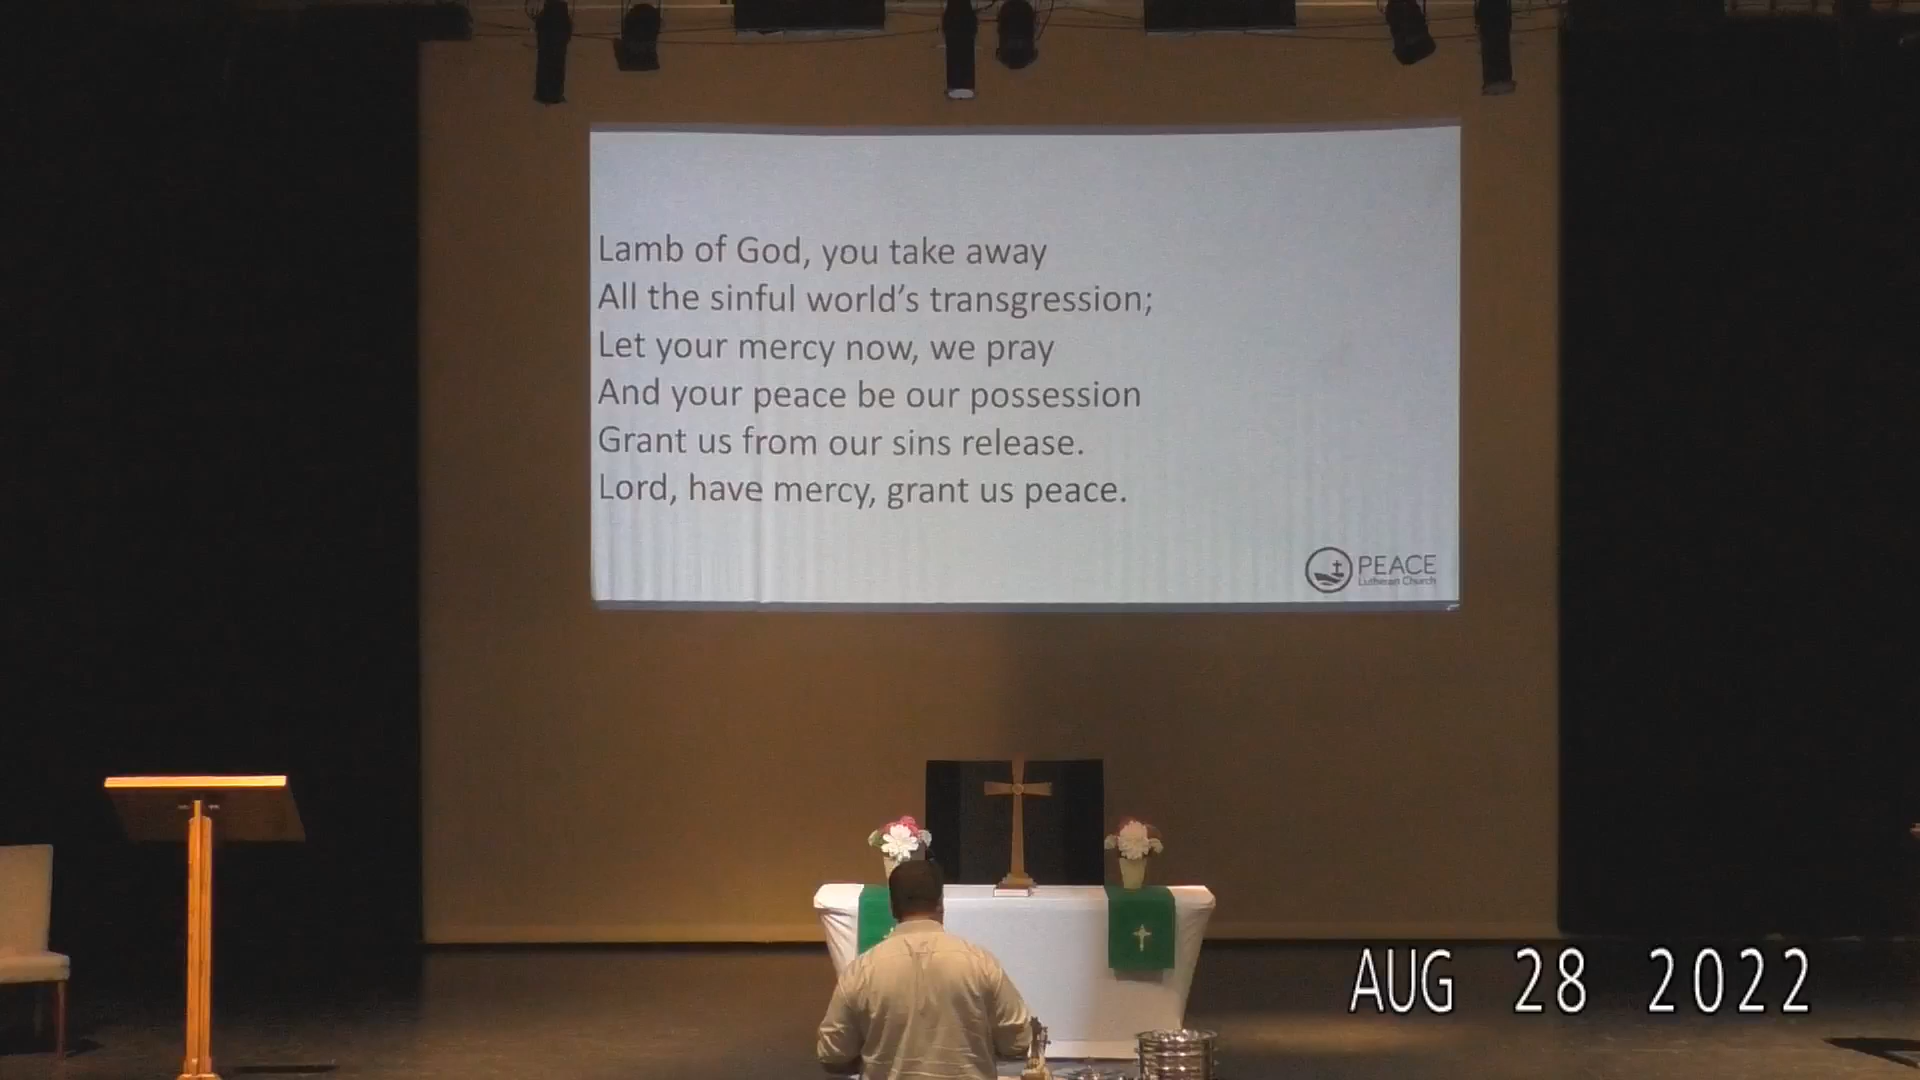 Lamb of God, you take away
All the sinful world's transgression;
Let your mercy now, we pray
And your peace be our possession
Grant us from our sins release.
Lord, have mercy, grant us peace.
PEACE
Lutheran Church
AUG 28 2022